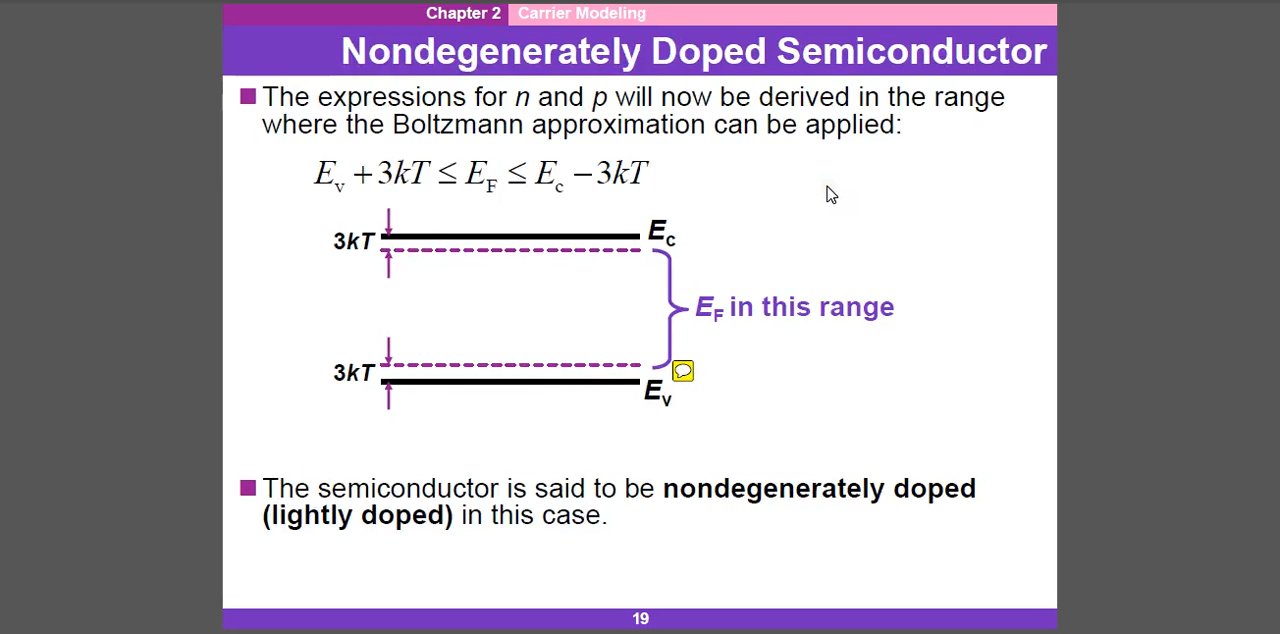 Chapter 2 Carrier Modeling
Nondegenerately Doped Semiconductor
The expressions for n and p will now be derived in the range
where the Boltzmann approximation can be applied:
Ev + 3kT ≤ EF ≤ Ec − 3kT
3kT Ec
EF in this range
3kT Ev
The semiconductor is said to be nondegenerately doped
(lightly doped) in this case.
19